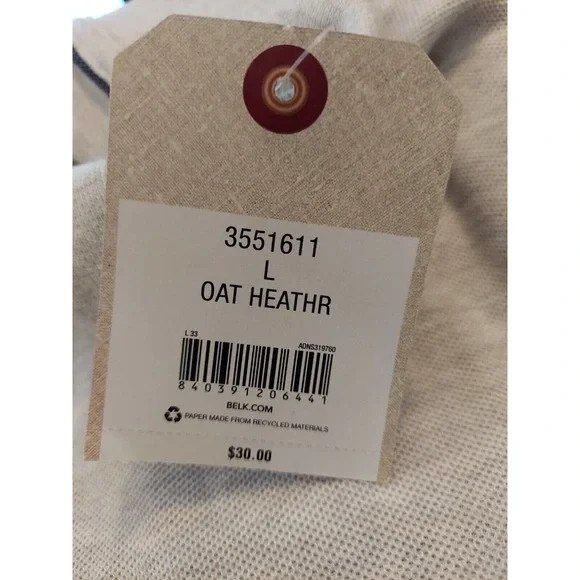 3551611
L
OAT HEATHR
L 33 ADNS319760
840391206441
BELK.COM
PAPER MADE FROM RECYCLED MATERIALS
$30.00